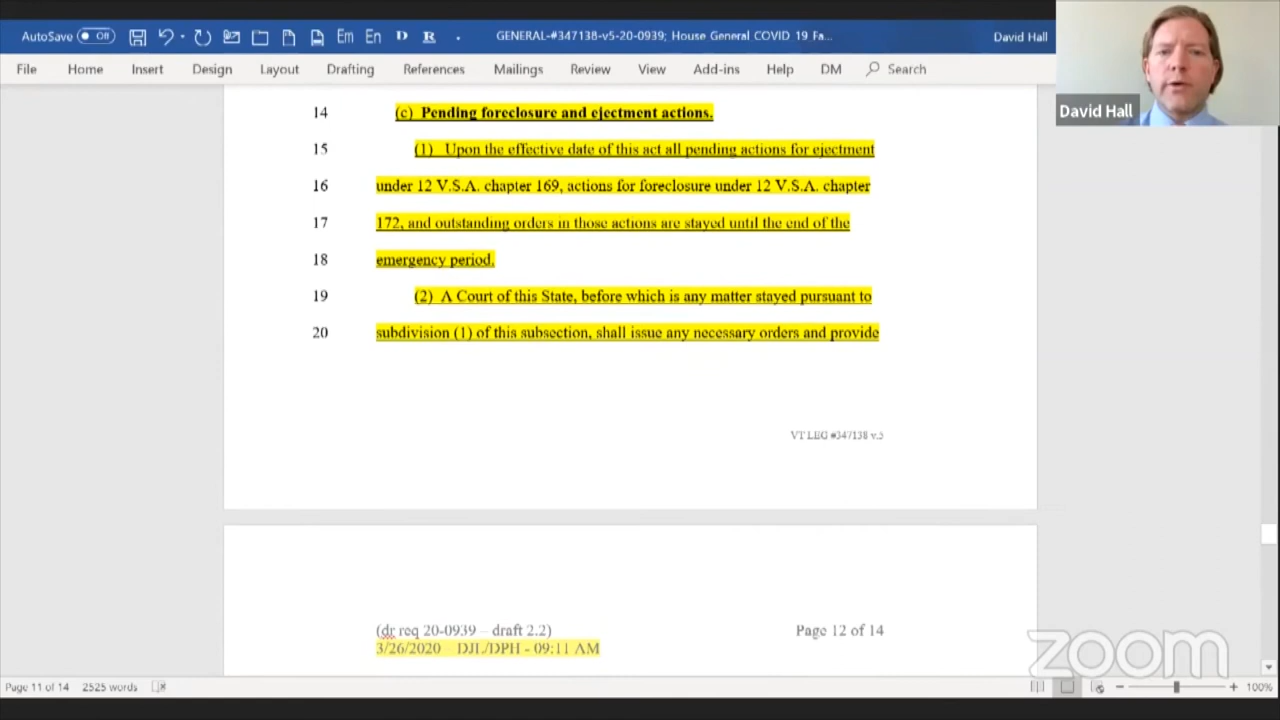 AutoSave Off Em En D R . GENERAL-#347138-v5-20-0939; House General COVID 19 Fa... David Hall
File Home Insert Design Layout Drafting References Mailings Review View Add-ins Help DM Search
David Hall
14 (c) Pending foreclosure and ejectment actions.
15 (1) Upon the effective date of this act all pending actions for ejectment
16 under 12 V.S.A. chapter 169, actions for foreclosure under 12 V.S.A. chapter
17 172, and outstanding orders in those actions are stayed until the end of the
18 emergency period.
19 (2) A Court of this State, before which is any matter stayed pursuant to
20 subdivision (1) of this subsection, shall issue any necessary orders and provide
VT LEG #347138 v.5
(dr req 20-0939 – draft 2.2) Page 12 of 14
3/26/2020 DJL/DPH - 09:11 AM
zoom
Page 11 of 14 2525 words 100%